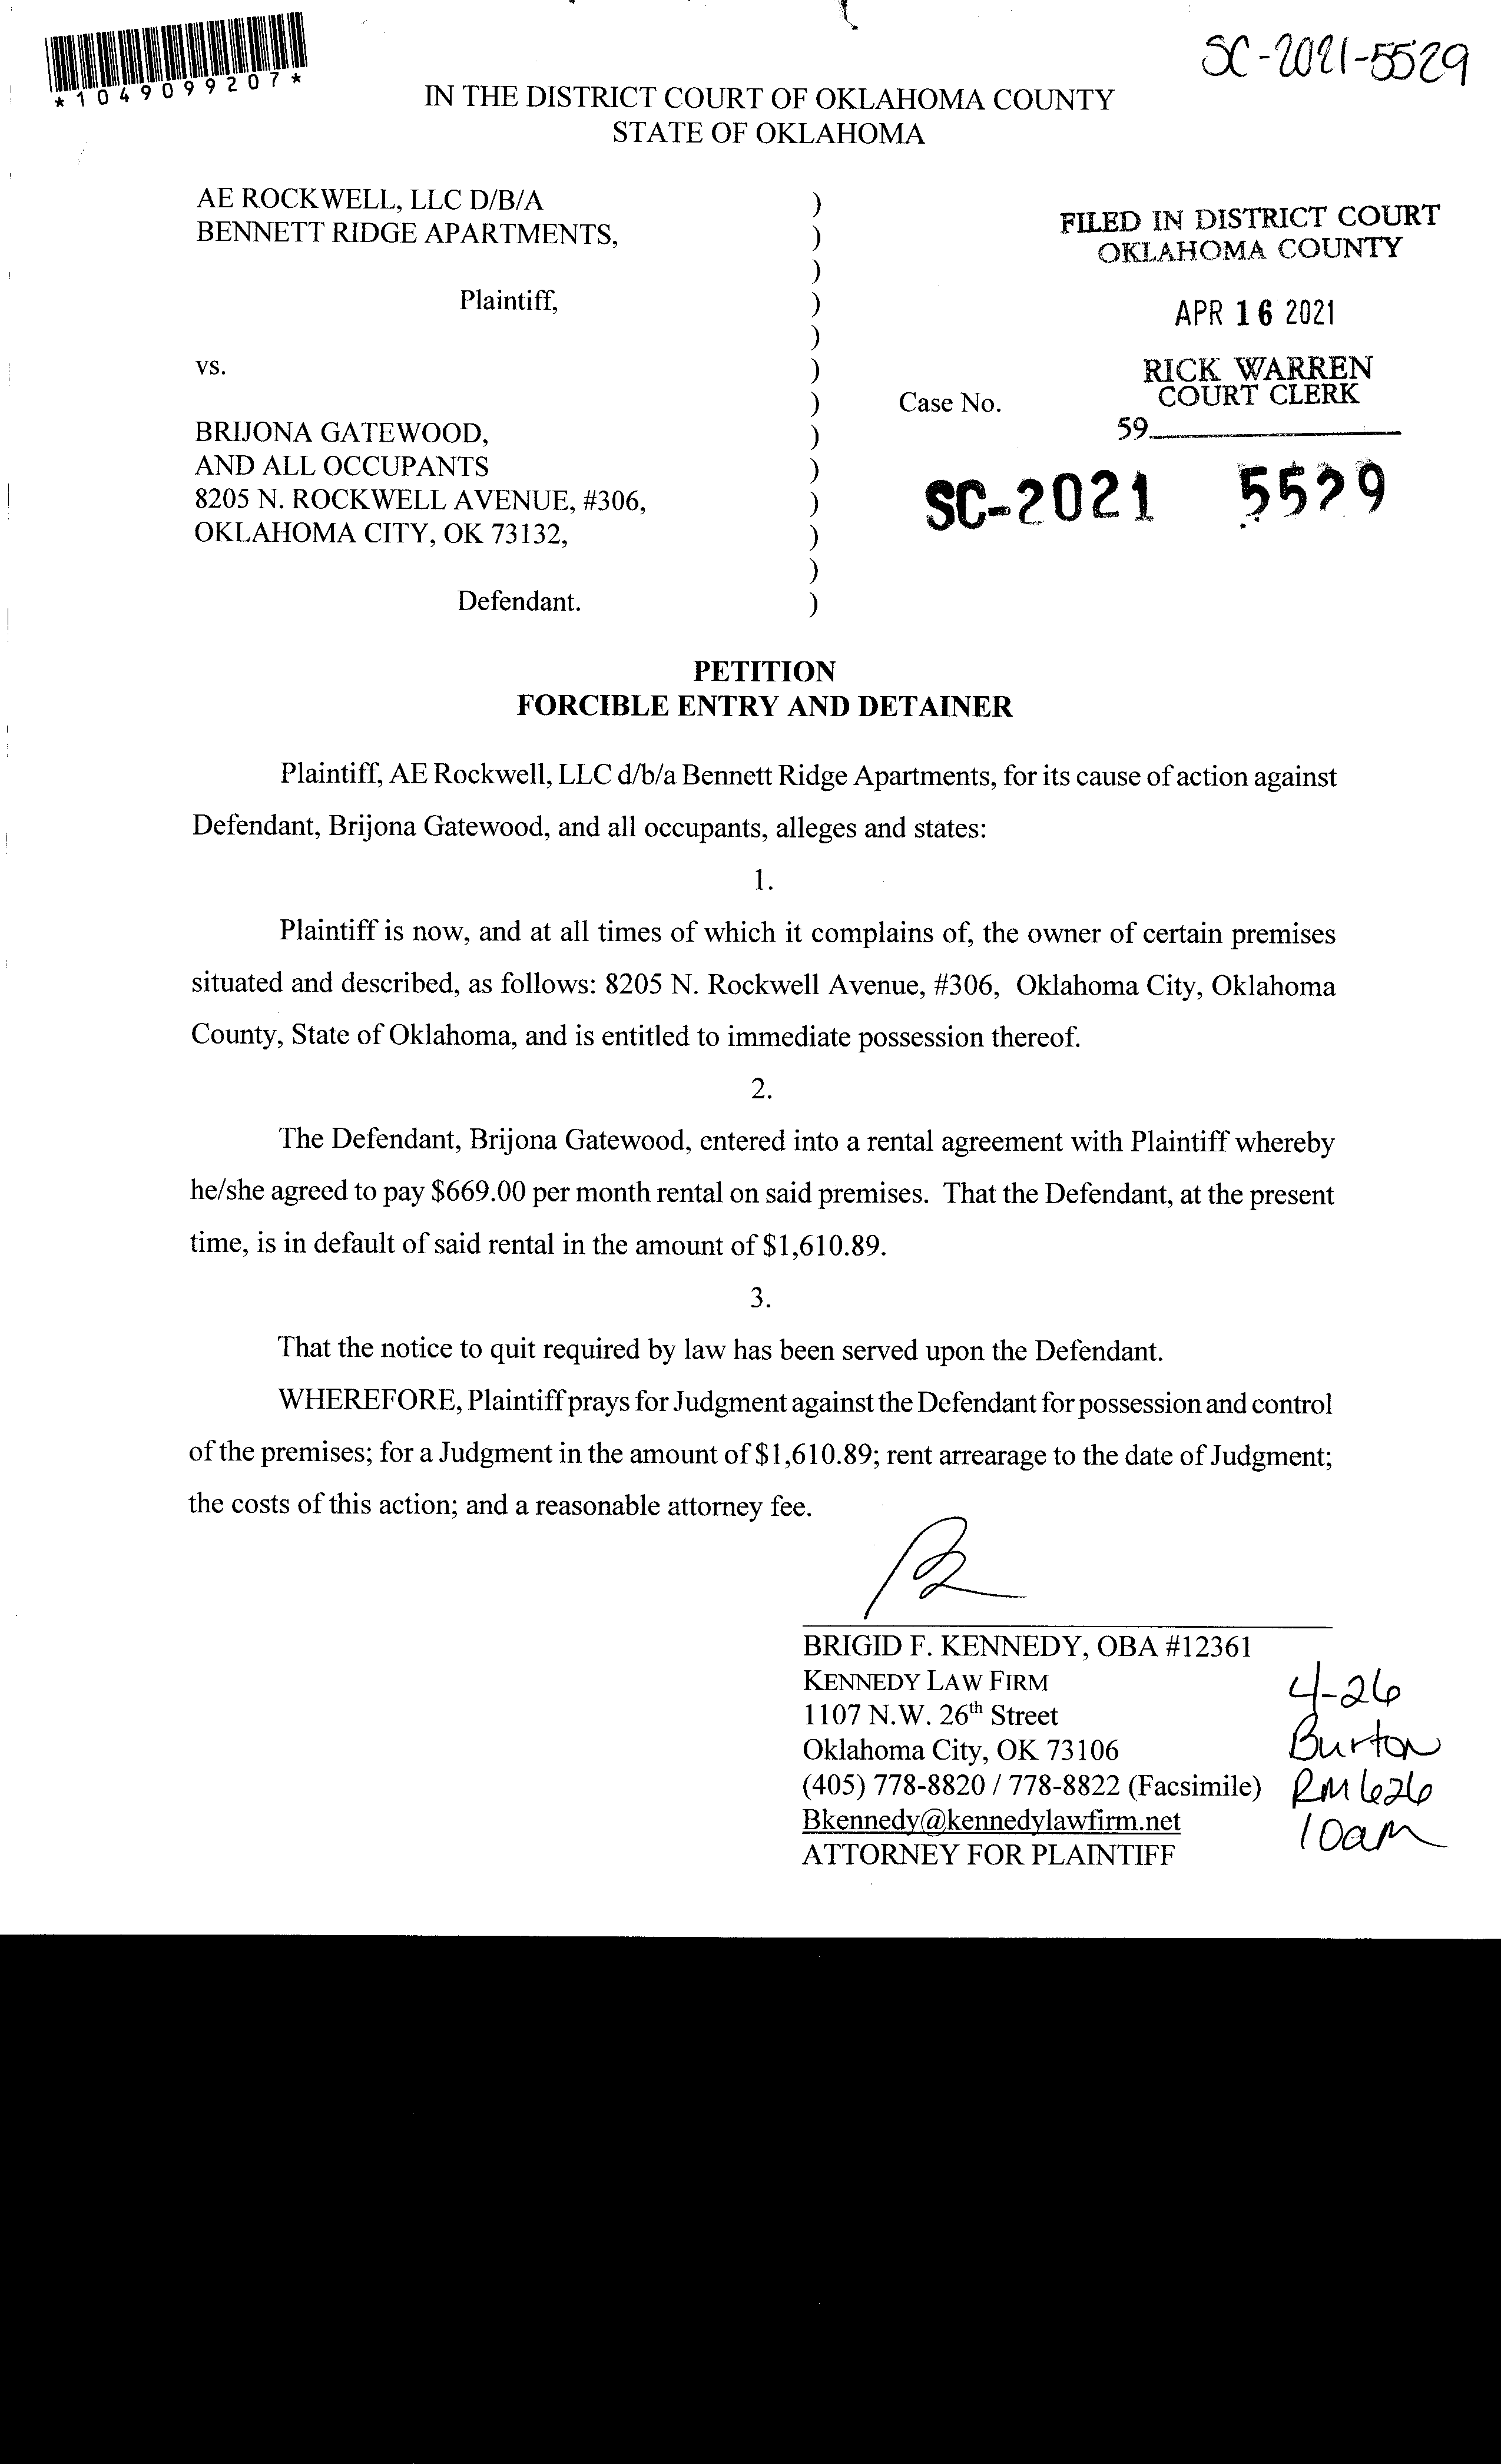 SC-2021-5529
*1049099207*
IN THE DISTRICT COURT OF OKLAHOMA COUNTY
STATE OF OKLAHOMA
AE ROCKWELL, LLC D/B/A )
BENNETT RIDGE APARTMENTS, )
)
Plaintiff, )
)
vs. )
) Case No.
BRIJONA GATEWOOD, )
AND ALL OCCUPANTS )
8205 N. ROCKWELL AVENUE, #306, )
OKLAHOMA CITY, OK 73132, )
)
Defendant. )
FILED IN DISTRICT COURT
OKLAHOMA COUNTY
APR 16 2021
RICK WARREN
COURT CLERK
59
SC-2021 5529
PETITION
FORCIBLE ENTRY AND DETAINER
Plaintiff, AE Rockwell, LLC d/b/a Bennett Ridge Apartments, for its cause of action against
Defendant, Brijona Gatewood, and all occupants, alleges and states:
1.
Plaintiff is now, and at all times of which it complains of, the owner of certain premises
situated and described, as follows: 8205 N. Rockwell Avenue, #306, Oklahoma City, Oklahoma
County, State of Oklahoma, and is entitled to immediate possession thereof.
2.
The Defendant, Brijona Gatewood, entered into a rental agreement with Plaintiff whereby
he/she agreed to pay $669.00 per month rental on said premises. That the Defendant, at the present
time, is in default of said rental in the amount of $1,610.89.
3.
That the notice to quit required by law has been served upon the Defendant.
WHEREFORE, Plaintiff prays for Judgment against the Defendant for possession and control
of the premises; for a Judgment in the amount of $1,610.89; rent arrearage to the date of Judgment;
the costs of this action; and a reasonable attorney fee.
BRIGID F. KENNEDY, OBA #12361
KENNEDY LAW FIRM
1107 N.W. 26th Street
Oklahoma City, OK 73106
(405) 778-8820 / 778-8822 (Facsimile)
Bkennedy@kennedylawfirm.net
ATTORNEY FOR PLAINTIFF
4-26
Burton
RM 626
10am